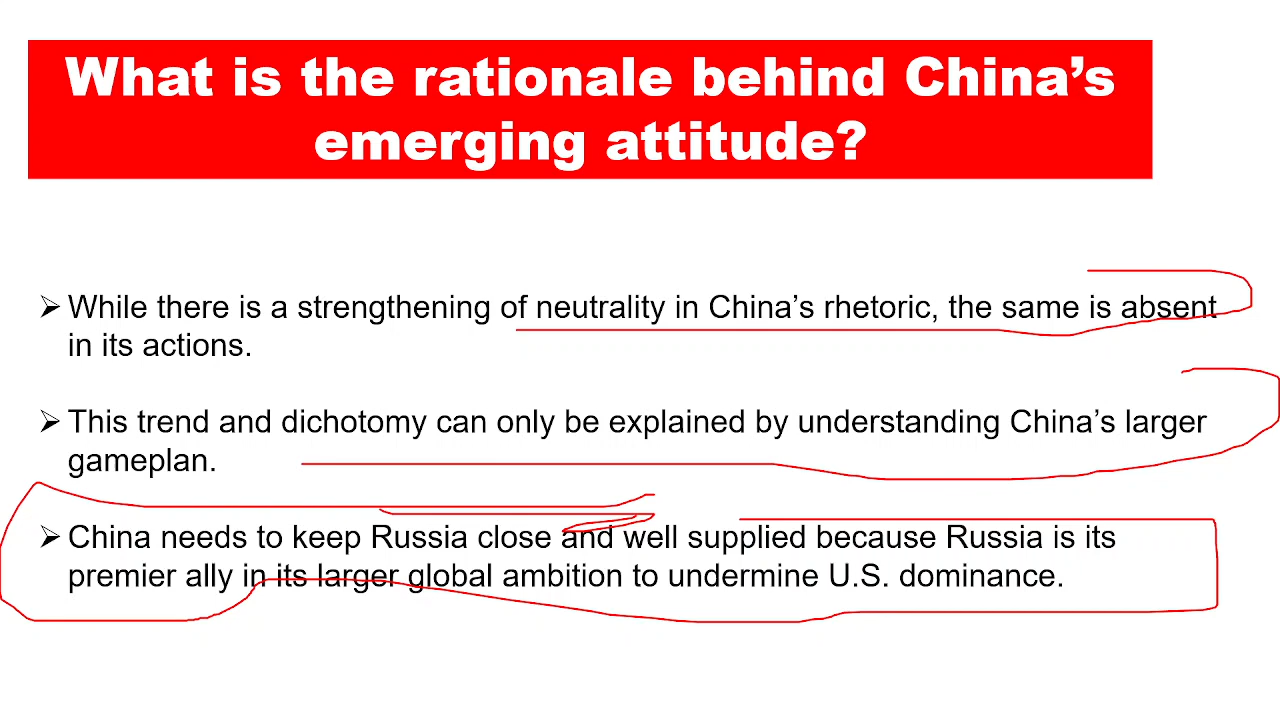 What is the rationale behind China’s
emerging attitude?
➢ While there is a strengthening of neutrality in China’s rhetoric, the same is absent
in its actions.
➢ This trend and dichotomy can only be explained by understanding China’s larger
gameplan.
➢ China needs to keep Russia close and well supplied because Russia is its
premier ally in its larger global ambition to undermine U.S. dominance.